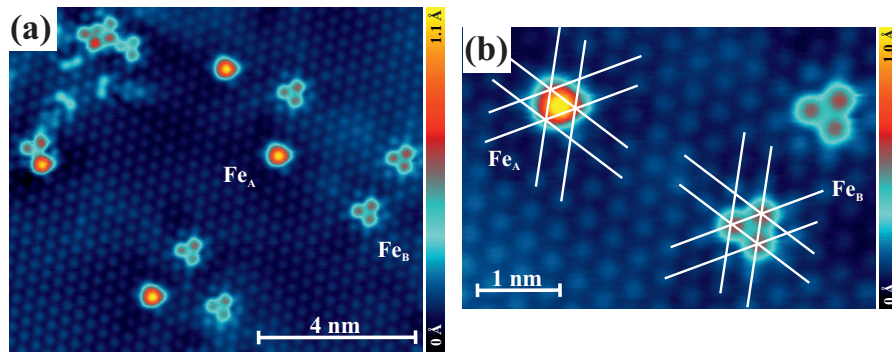 (a)
Fe_A
Fe_B
4 nm
1.1 Å
0 Å
(b)
Fe_A
Fe_B
1 nm
1.0 Å
0 Å